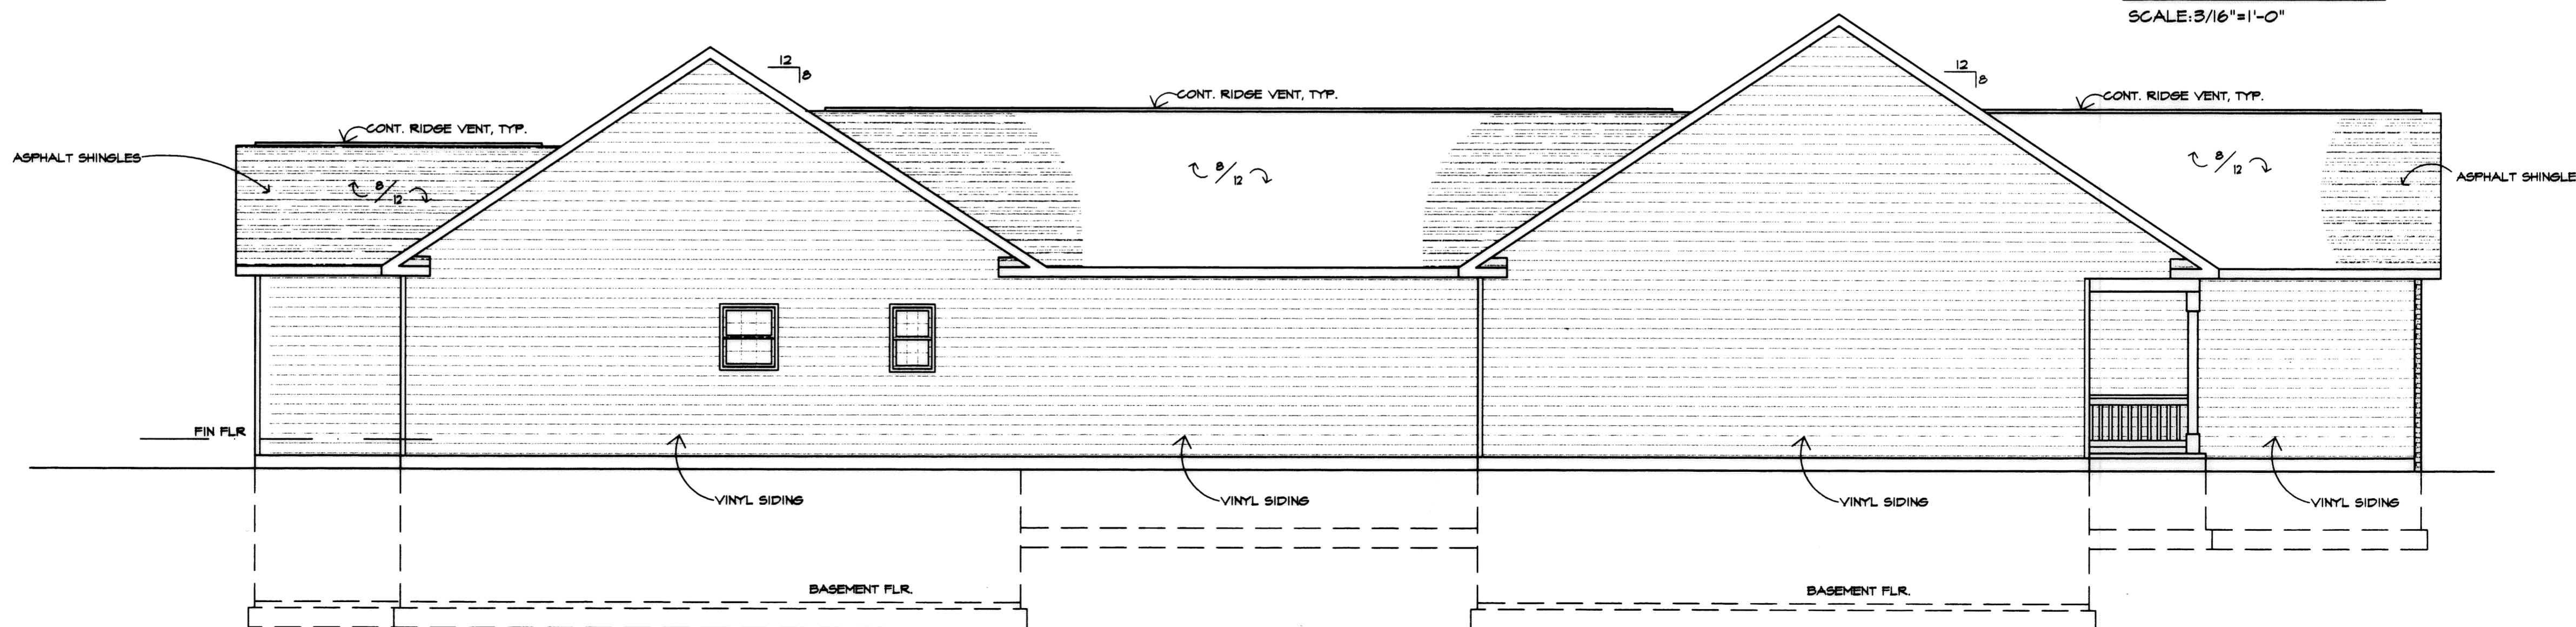 SCALE:3/16"=1'-0"
12
8
12
8
CONT. RIDGE VENT, TYP.
CONT. RIDGE VENT, TYP.
CONT. RIDGE VENT, TYP.
ASPHALT SHINGLES
8/12
8/12
8/12
ASPHALT SHINGLE
FIN FLR
VINYL SIDING
VINYL SIDING
VINYL SIDING
VINYL SIDING
BASEMENT FLR.
BASEMENT FLR.